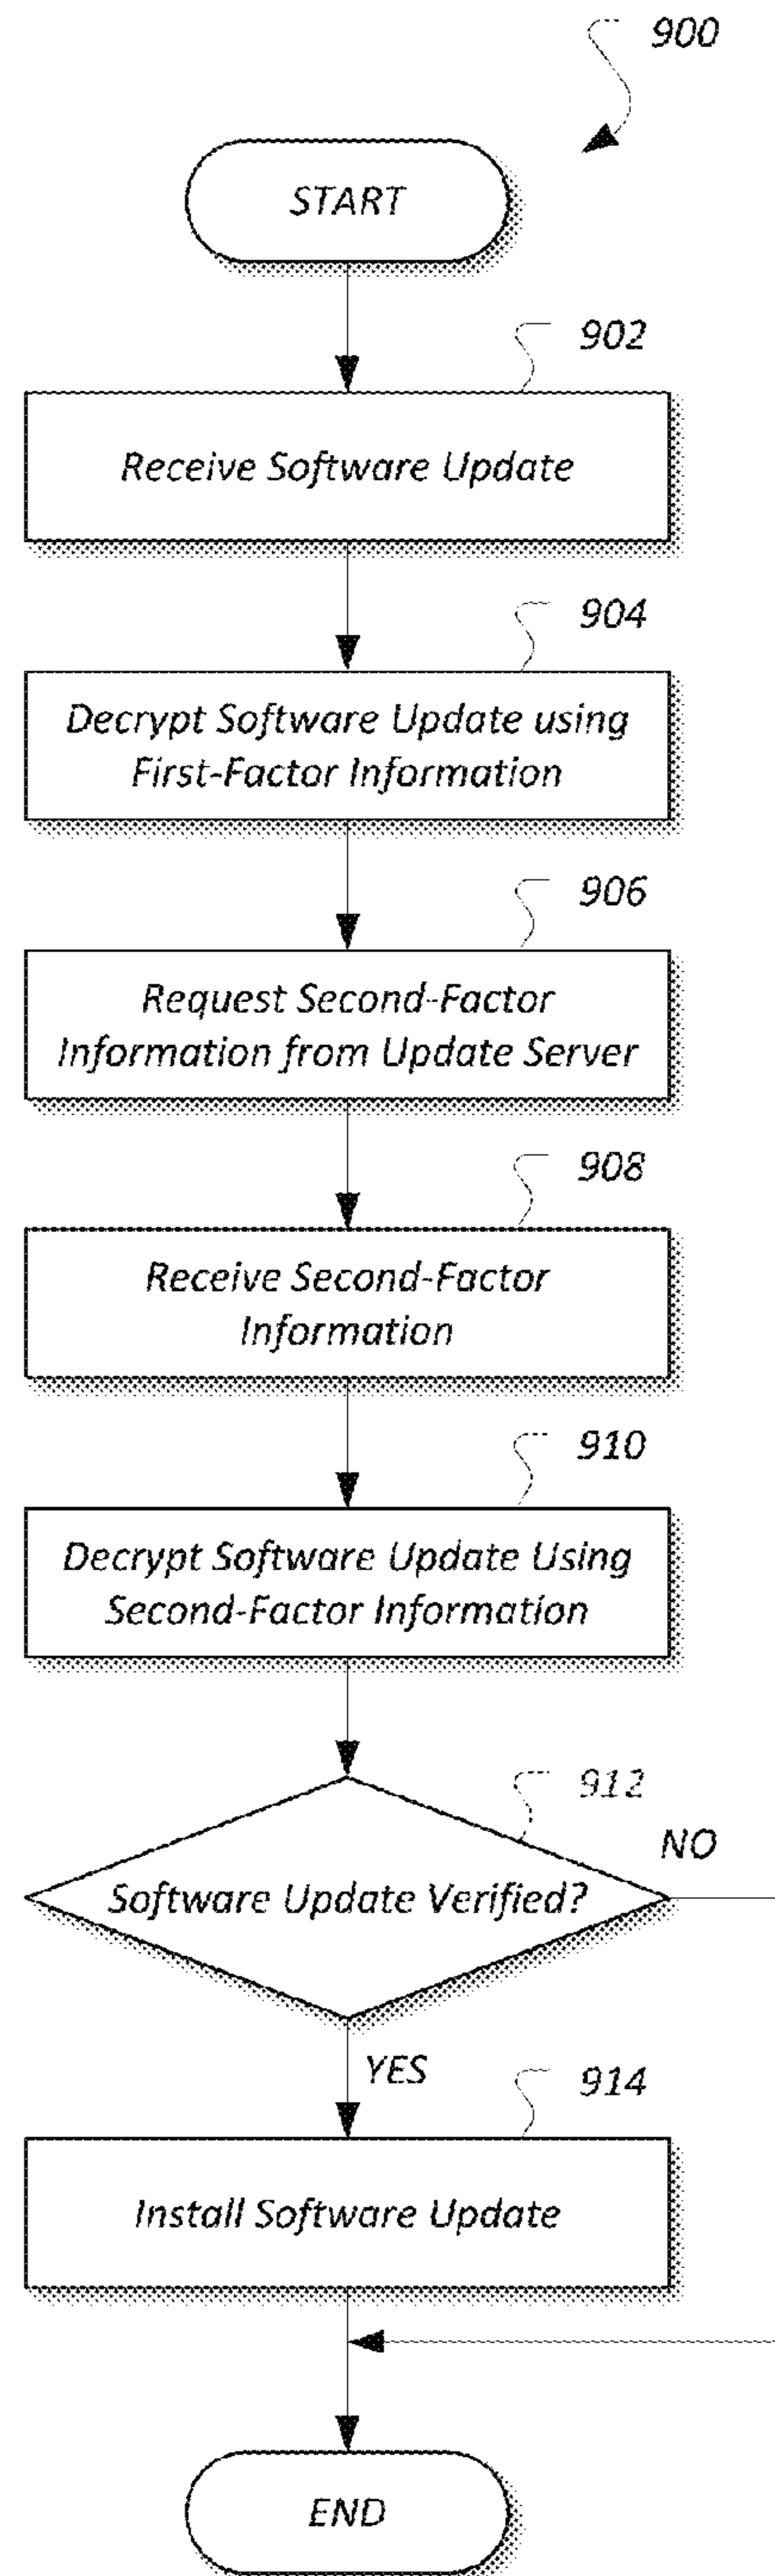 900
START
902
Receive Software Update
904
Decrypt Software Update using
First-Factor Information
906
Request Second-Factor
Information from Update Server
908
Receive Second-Factor
Information
910
Decrypt Software Update Using
Second-Factor Information
912
NO
Software Update Verified?
YES
914
Install Software Update
END